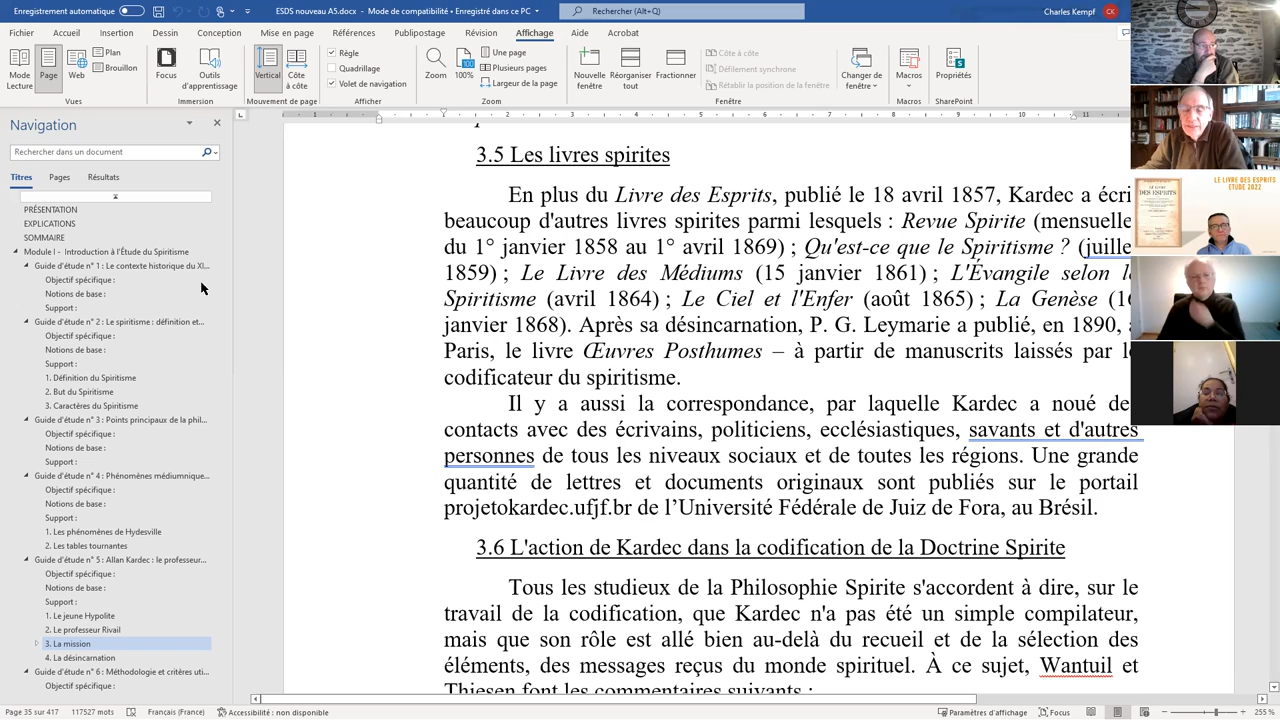 Enregistrement automatique
ESDS nouveau A5.docx - Mode de compatibilité • Enregistré dans ce PC
Rechercher (Alt+Q)
Charles Kempf
CK
Fichier Accueil Insertion Dessin Conception Mise en page Références Publipostage Révision Affichage Aide Acrobat
Mode Lecture
Page
Web
Plan
Brouillon
Vues
Focus
Outils d'apprentissage
Immersion
Vertical
Côte à côte
Mouvement de page
Règle
Quadrillage
Volet de navigation
Afficher
Zoom
100%
Une page
Plusieurs pages
Largeur de la page
Zoom
Nouvelle fenêtre
Réorganiser tout
Fractionner
Côte à côte
Défilement synchrone
Rétablir la position de la fenêtre
Fenêtre
Changer de fenêtre
Macros
Macros
Propriétés
SharePoint
Navigation
Rechercher dans un document
Titres Pages Résultats
PRÉSENTATION
EXPLICATIONS
SOMMAIRE
Module I - Introduction à l'Étude du Spiritisme
Guide d'étude n° 1 : Le contexte historique du XI...
Objectif spécifique :
Notions de base :
Support :
Guide d'étude n° 2 : Le spiritisme : définition et...
Objectif spécifique :
Notions de base :
Support :
1. Définition du Spiritisme
2. But du Spiritisme
3. Caractères du Spiritisme
Guide d'étude n° 3 : Points principaux de la phil...
Objectif spécifique :
Notions de base :
Support :
Guide d'étude n° 4 : Phénomènes médiumnique...
Objectif spécifique :
Notions de base :
Support :
1. Les phénomènes de Hydesville
2. Les tables tournantes
Guide d'étude n° 5 : Allan Kardec : le professeur...
Objectif spécifique :
Notions de base :
Support :
1. Le jeune Hypolite
2. Le professeur Rivail
3. La mission
4. La désincarnation
Guide d'étude n° 6 : Méthodologie et critères uti...
Objectif spécifique :
3.5 Les livres spirites
En plus du Livre des Esprits, publié le 18 avril 1857, Kardec a écri
beaucoup d'autres livres spirites parmi lesquels : Revue Spirite (mensuelle
du 1° janvier 1858 au 1° avril 1869) ; Qu'est-ce que le Spiritisme ? (juille
1859) ; Le Livre des Médiums (15 janvier 1861) ; L'Évangile selon l
Spiritisme (avril 1864) ; Le Ciel et l'Enfer (août 1865) ; La Genèse (1
janvier 1868). Après sa désincarnation, P. G. Leymarie a publié, en 1890,
Paris, le livre Œuvres Posthumes – à partir de manuscrits laissés par l
codificateur du spiritisme.
Il y a aussi la correspondance, par laquelle Kardec a noué de
contacts avec des écrivains, politiciens, ecclésiastiques, savants et d'autres
personnes de tous les niveaux sociaux et de toutes les régions. Une grande
quantité de lettres et documents originaux sont publiés sur le portail
projetokardec.ufjf.br de l’Université Fédérale de Juiz de Fora, au Brésil.
3.6 L'action de Kardec dans la codification de la Doctrine Spirite
Tous les studieux de la Philosophie Spirite s'accordent à dire, sur le
travail de la codification, que Kardec n'a pas été un simple compilateur,
mais que son rôle est allé bien au-delà du recueil et de la sélection des
éléments, des messages reçus du monde spirituel. À ce sujet, Wantuil et
Thiesen font les commentaires suivants :
LE LIVRE DES ESPRITS
ETUDE 2022
Page 35 sur 417 117527 mots Français (France) Accessibilité : non disponible
Paramètres d'affichage Focus 255 %